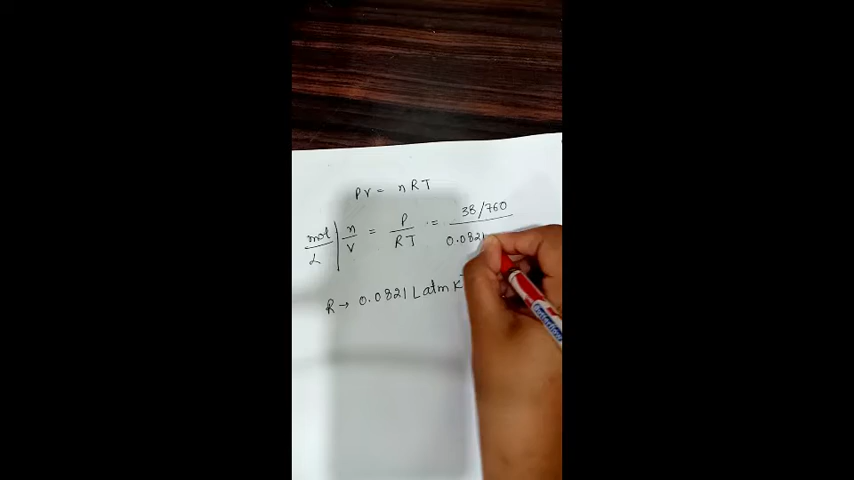 PV = nRT
mol/L | n/V = P/RT = 38/760 / 0.0821
R → 0.0821 L atm K